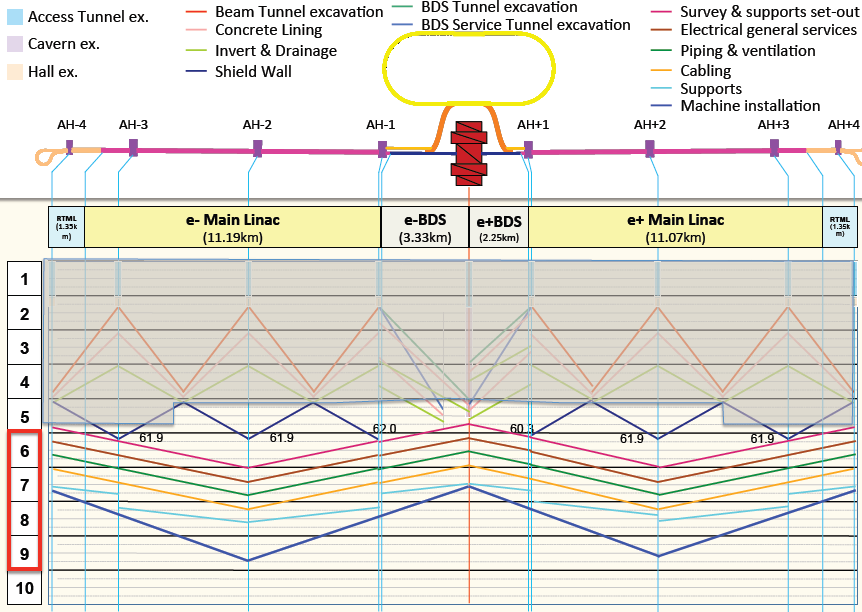 Access Tunnel ex.
Cavern ex.
Hall ex.
Beam Tunnel excavation
Concrete Lining
Invert & Drainage
Shield Wall
BDS Tunnel excavation
BDS Service Tunnel excavation
Survey & supports set-out
Electrical general services
Piping & ventilation
Cabling
Supports
Machine installation
AH-4 AH-3 AH-2 AH-1 AH+1 AH+2 AH+3 AH+4
RTML
(1.35k
m)
e- Main Linac
(11.19km)
e-BDS
(3.33km)
e+BDS
(2.25km)
e+ Main Linac
(11.07km)
RTML
(1.35k
m)
1
2
3
4
5
61.9 61.9 62.0 61.9 61.9
6
7
8
9
10